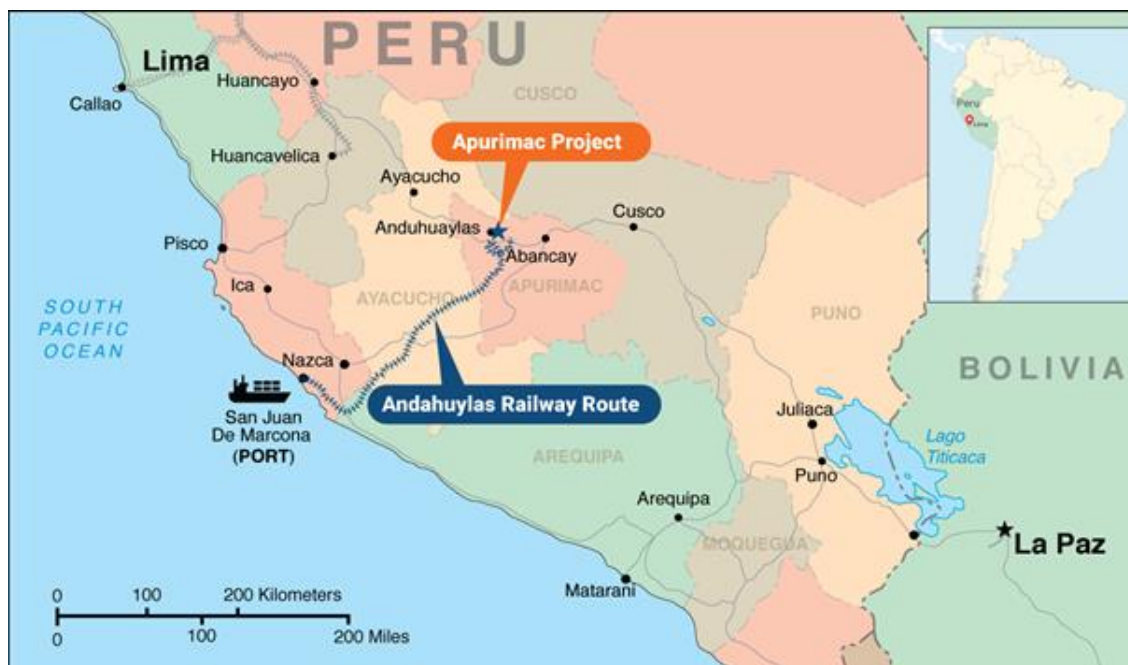 PERU
Lima
Callao
Huancayo
CUSCO
Huancavelica
Apurimac Project
Ayacucho
Anduhuaylas
Cusco
Abancay
Pisco
Ica
AYACUCHO
APURIMAC
PUNO
SOUTH
PACIFIC
OCEAN
Nazca
BOLIVIA
Andahuylas Railway Route
San Juan
De Marcona
(PORT)
Juliaca
Lago
Titicaca
Puno
AREQUIPA
Arequipa
MOQUEGUA
La Paz
Matarani
0 100 200 Kilometers
0 100 200 Miles
Peru
Lima